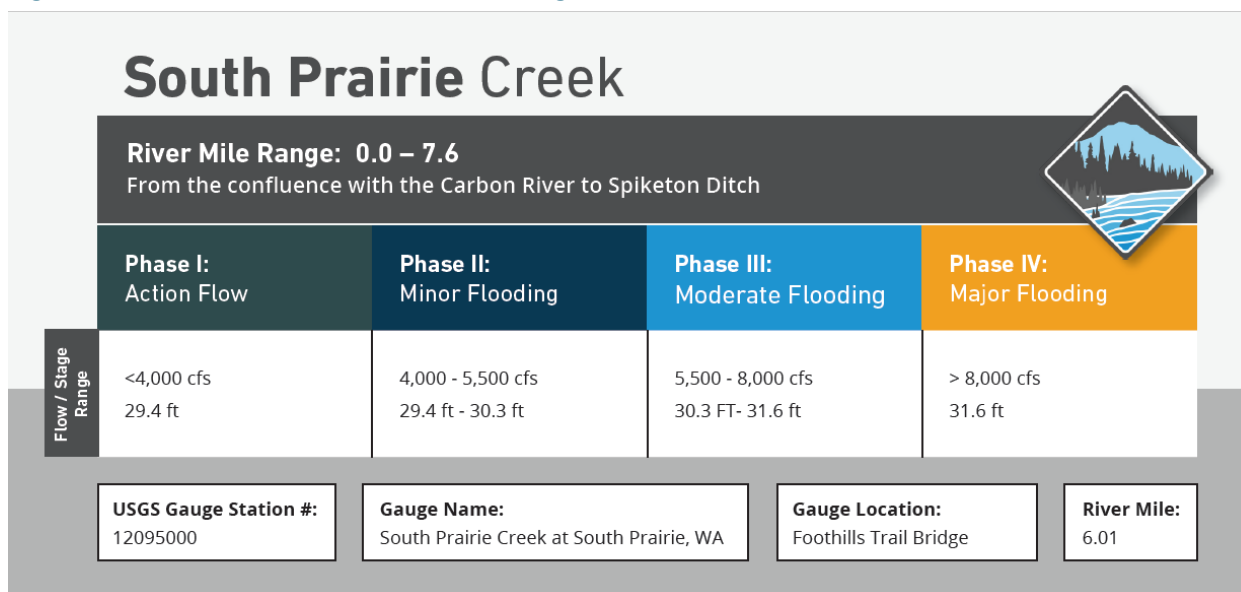 South Prairie Creek
River Mile Range: 0.0 – 7.6
From the confluence with the Carbon River to Spiketon Ditch
Phase I:
Action Flow
Phase II:
Minor Flooding
Phase III:
Moderate Flooding
Phase IV:
Major Flooding
Flow / Stage
Range
<4,000 cfs
29.4 ft
4,000 - 5,500 cfs
29.4 ft - 30.3 ft
5,500 - 8,000 cfs
30.3 FT- 31.6 ft
> 8,000 cfs
31.6 ft
USGS Gauge Station #:
12095000
Gauge Name:
South Prairie Creek at South Prairie, WA
Gauge Location:
Foothills Trail Bridge
River Mile:
6.01